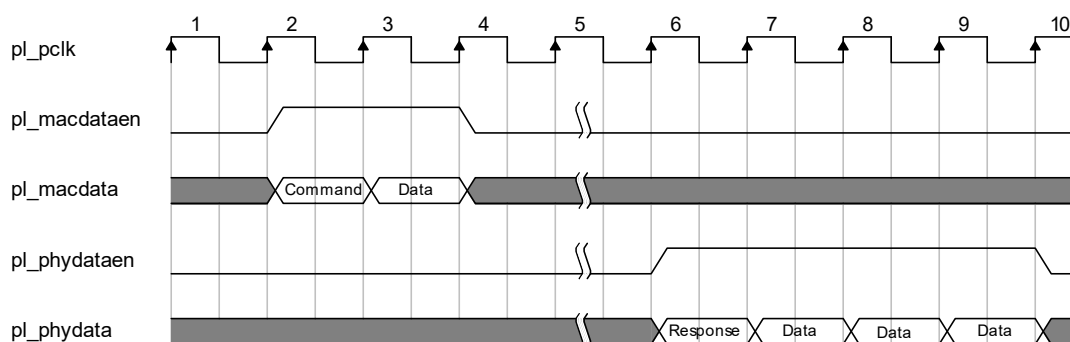 1 2 3 4 5 6 7 8 9 10
pl_pclk
pl_macdataen
pl_macdata Command Data
pl_phydataen
pl_phydata Response Data Data Data